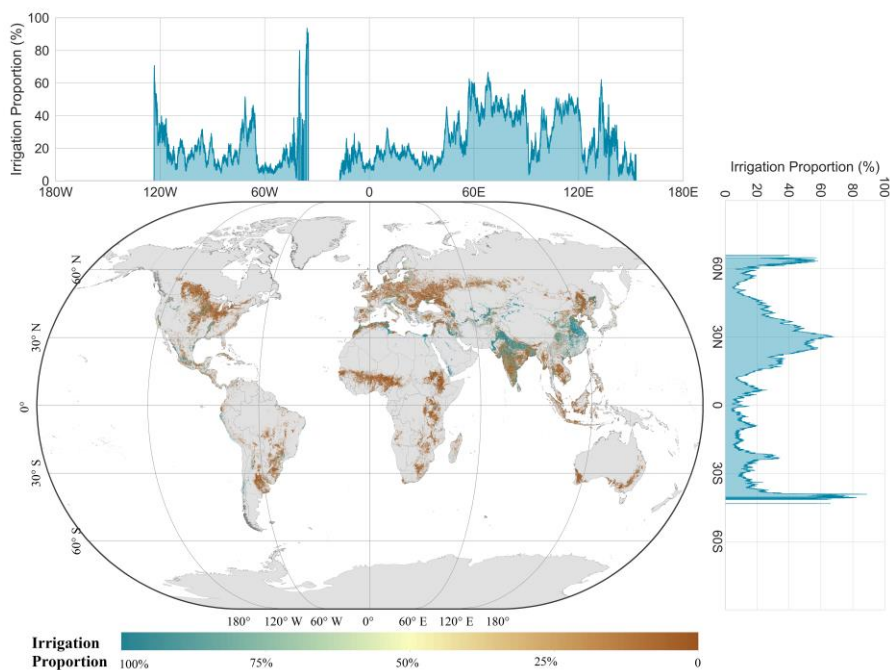 Irrigation Proportion (%)
100
80
60
40
20
0
180W
120W
60W
0
60E
120E
180E
Irrigation Proportion (%)
0
20
40
60
80
100
60N
30N
0
30S
60S
60° N
30° N
0°
30° S
60° S
180° 120° W 60° W 0° 60° E 120° E 180°
Irrigation
Proportion
100% 75% 50% 25% 0